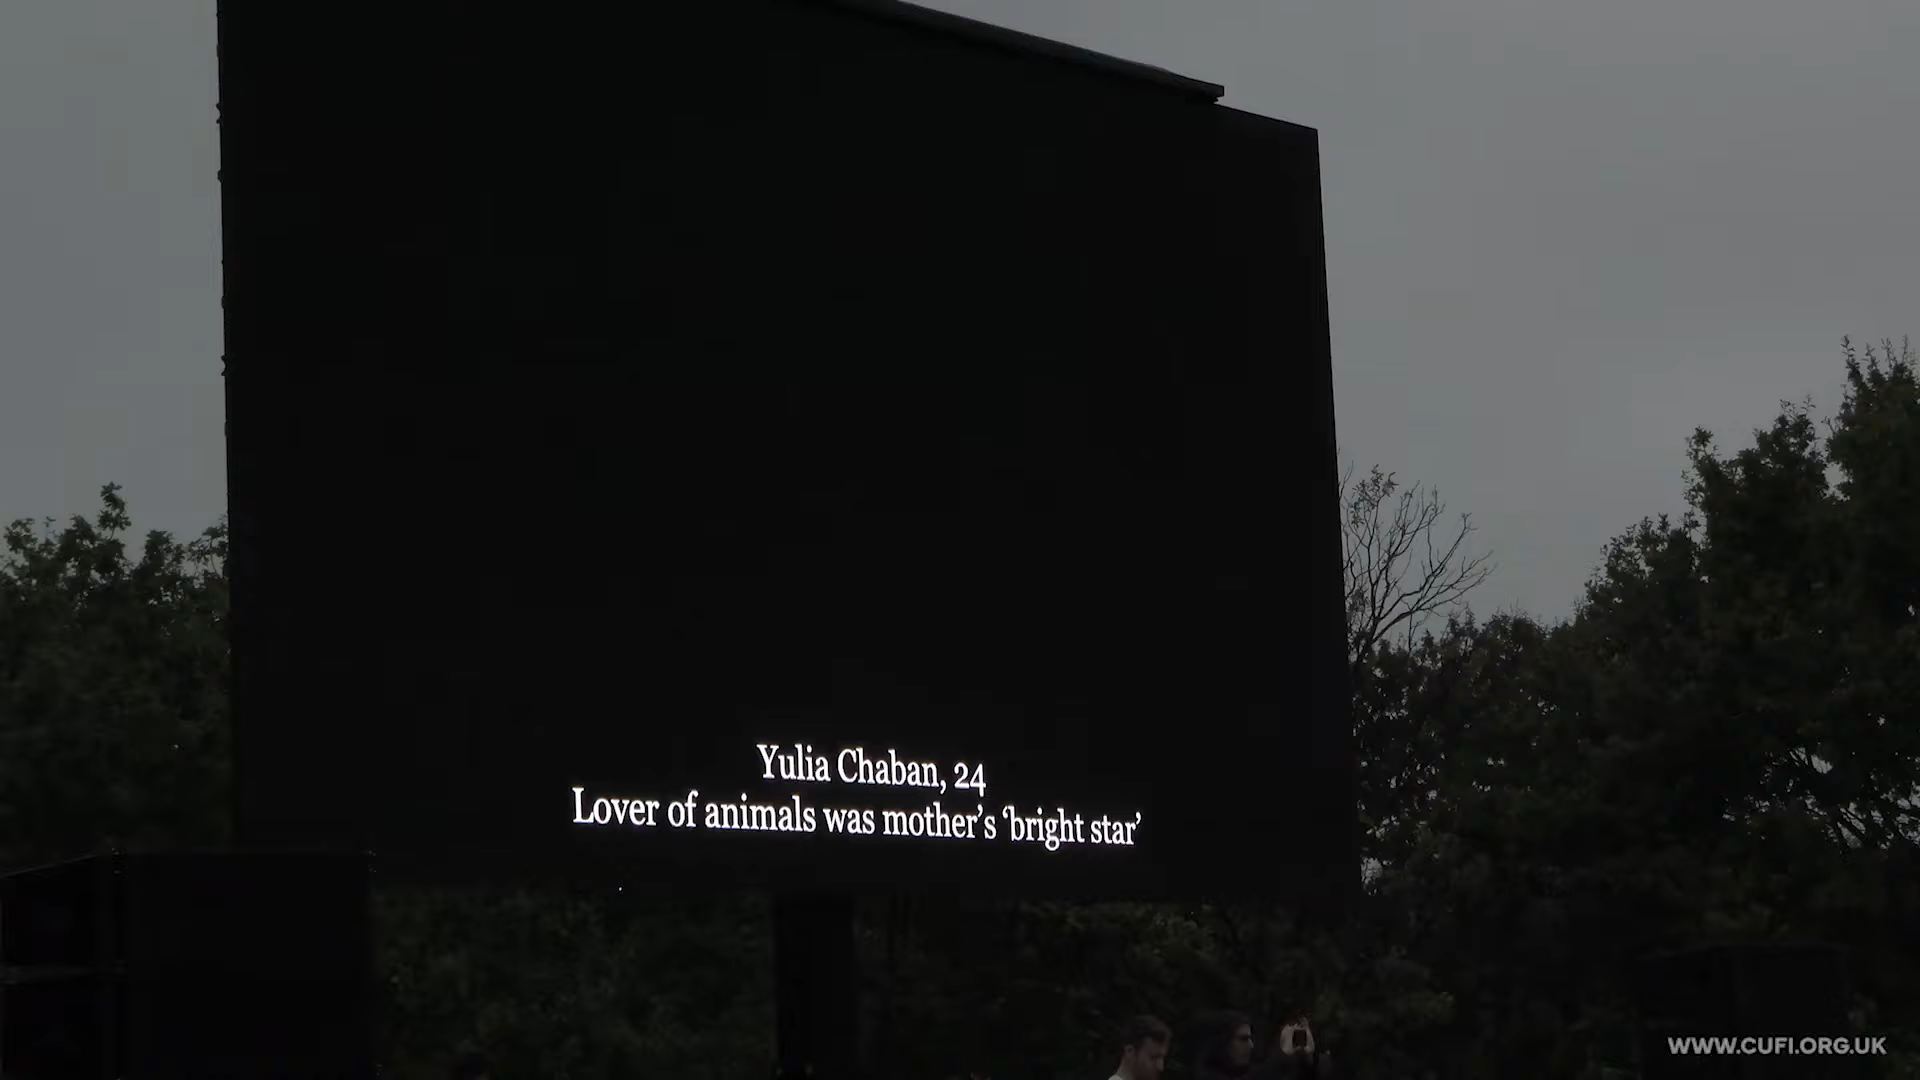 Yulia Chaban, 24
Lover of animals was mother's 'bright star'
WWW.CUFI.ORG.UK